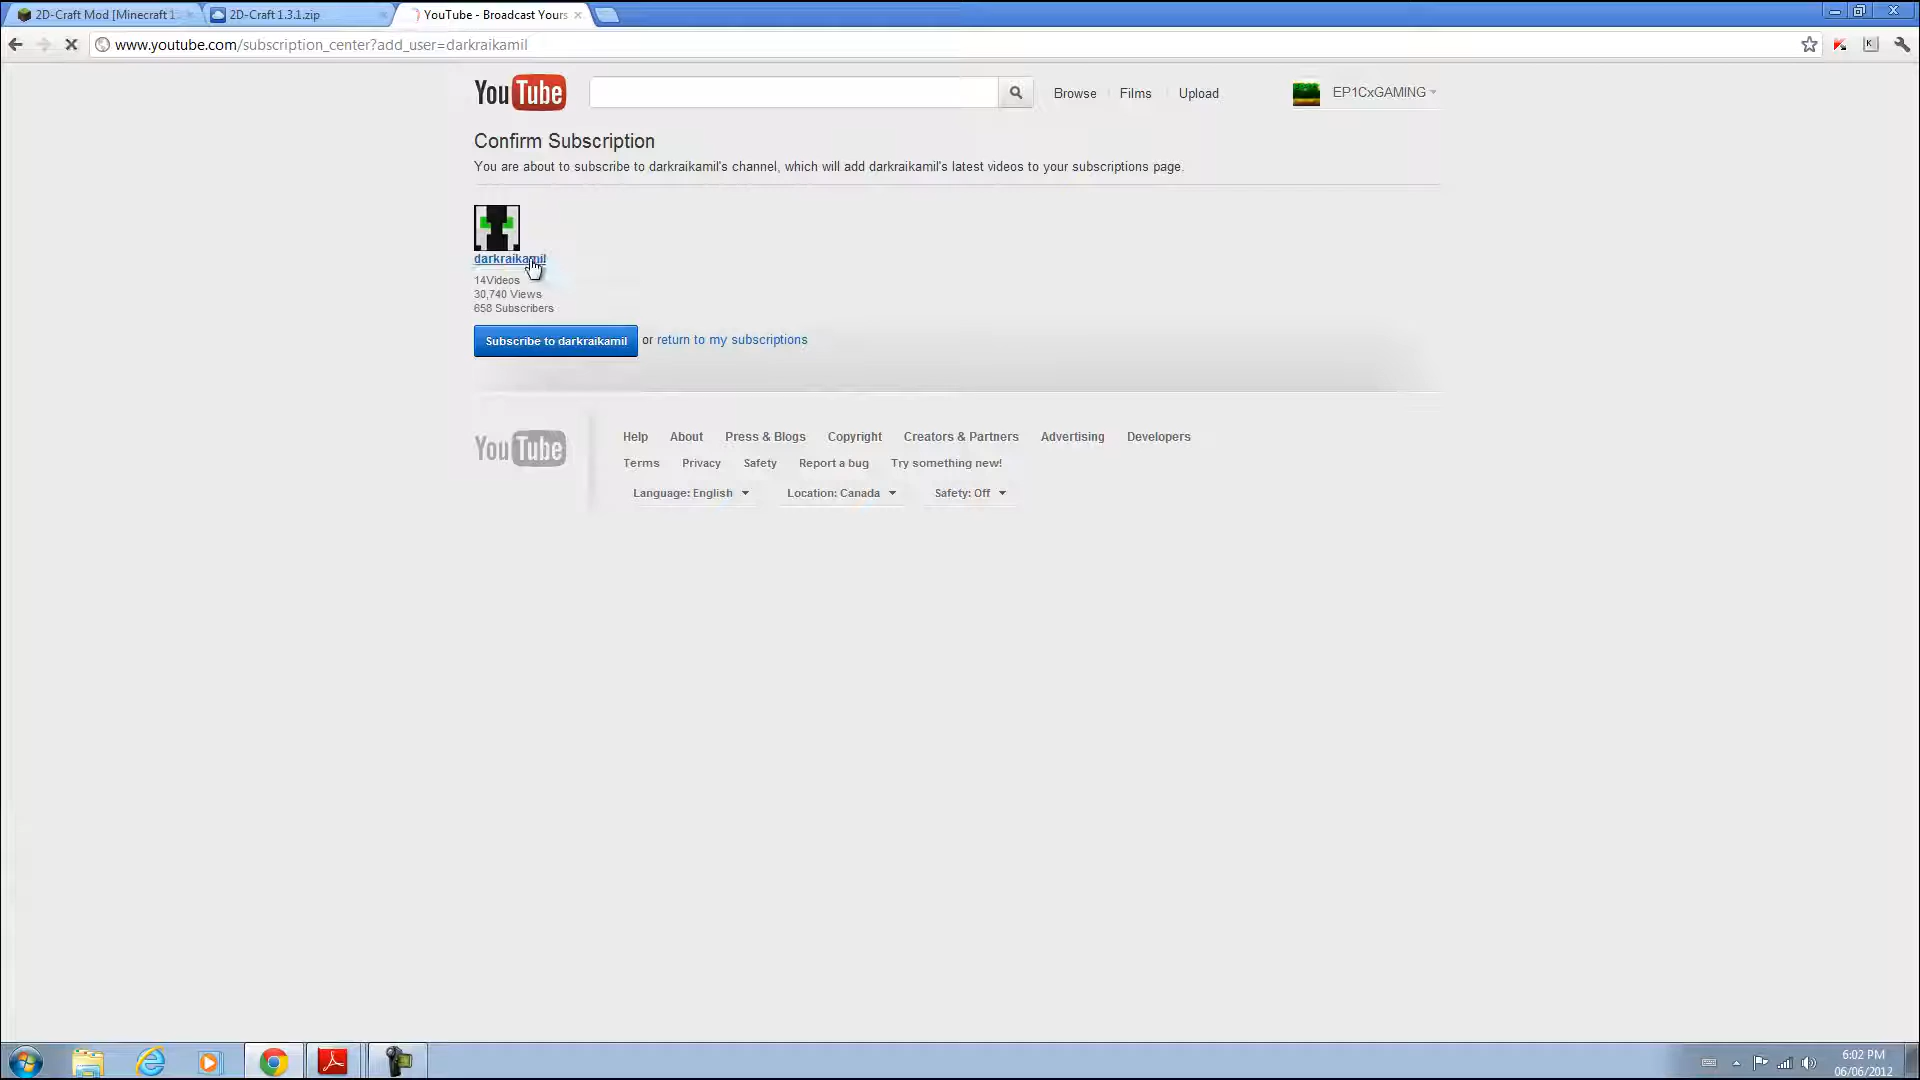 2D-Craft Mod [Minecraft 1
2D-Craft 1.3.1.zip
YouTube - Broadcast Yours
www.youtube.com/subscription_center?add_user=darkraikamil
YouTube
Browse
Films
Upload
EP1CxGAMING
Confirm Subscription
You are about to subscribe to darkraikamil's channel, which will add darkraikamil's latest videos to your subscriptions page.
darkraikamil
14Videos
30,740 Views
658 Subscribers
Subscribe to darkraikamil or return to my subscriptions
YouTube
Help About Press & Blogs Copyright Creators & Partners Advertising Developers
Terms Privacy Safety Report a bug Try something new!
Language: English Location: Canada Safety: Off
6:02 PM
06/06/2012